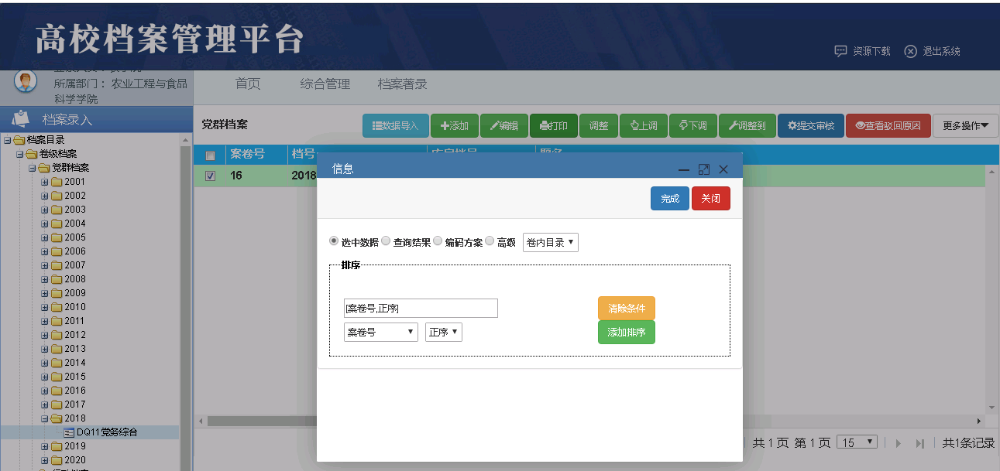 高校档案管理平台
资源下载 退出系统
所属部门： 农业工程与食品
科学学院
首页 综合管理 档案著录
档案录入
党群档案
数据导入 添加 编辑 打印 调整 上调 下调 调整到 提交审核 查看驳回原因 更多操作
档案目录
卷级档案
党群档案
2001
2002
2003
2004
2005
2006
2007
2008
2009
2010
2011
2012
2013
2014
2015
2016
2017
2018
DQ11党务综合
2019
2020
案卷号 档号
16 2018
信息
完成 关闭
选中数据 查询结果 编码方案 高级 卷内目录
排序
[案卷号,正序]
清除条件
案卷号 正序
添加排序
共 1 页 第 1 页 15 共1条记录